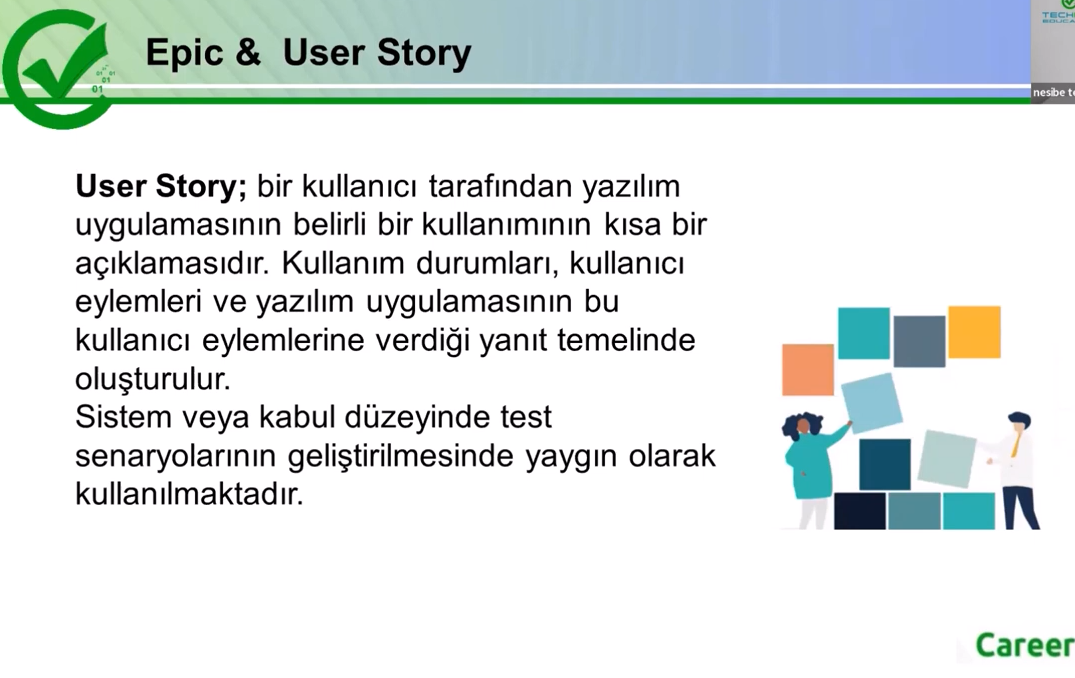 Epic & User Story
TECH
EDUCA
nesibe te
01 01
01
01
User Story; bir kullanıcı tarafından yazılım
uygulamasının belirli bir kullanımının kısa bir
açıklamasıdır. Kullanım durumları, kullanıcı
eylemleri ve yazılım uygulamasının bu
kullanıcı eylemlerine verdiği yanıt temelinde
oluşturulur.
Sistem veya kabul düzeyinde test
senaryolarının geliştirilmesinde yaygın olarak
kullanılmaktadır.
Career